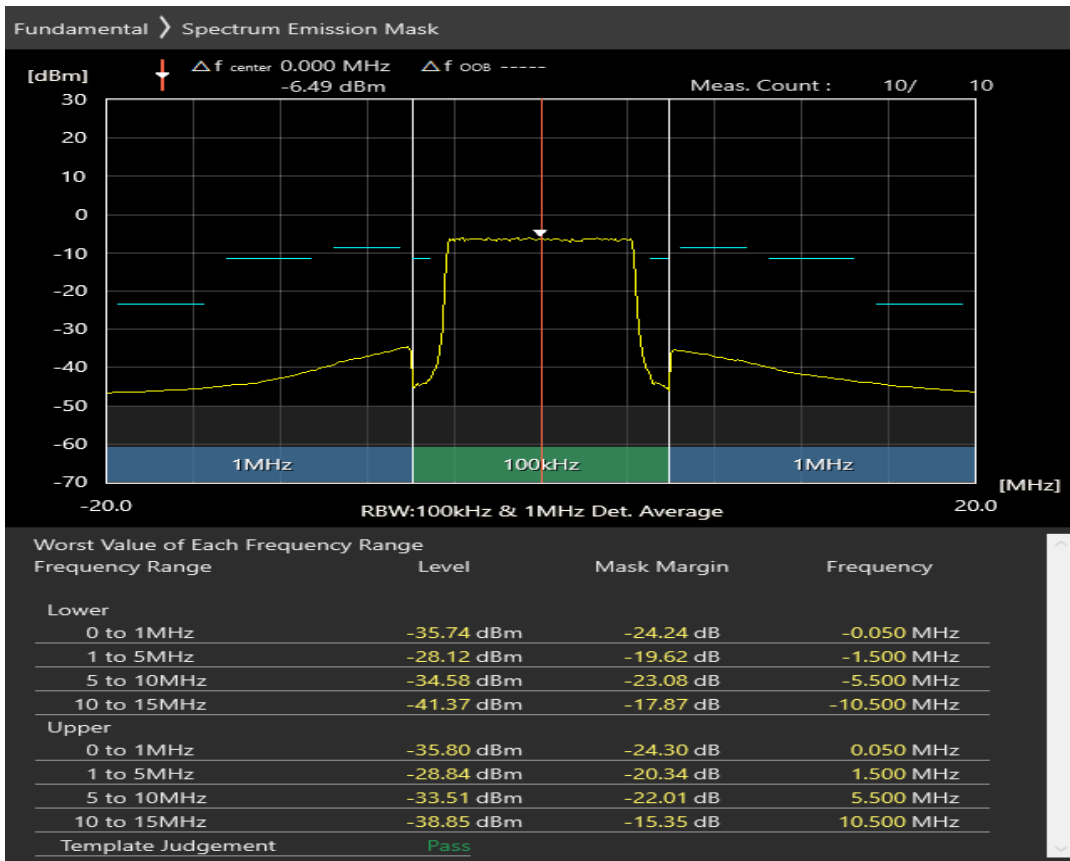 Fundamental ❯ Spectrum Emission Mask
[dBm] △f center 0.000 MHz △f OOB -----
-6.49 dBm Meas. Count : 10/ 10
30
20
10
0
-10
-20
-30
-40
-50
-60
1MHz 100kHz 1MHz
-70
[MHz]
-20.0 RBW:100kHz & 1MHz Det. Average 20.0
Worst Value of Each Frequency Range
Frequency Range Level Mask Margin Frequency
Lower
0 to 1MHz -35.74 dBm -24.24 dB -0.050 MHz
1 to 5MHz -28.12 dBm -19.62 dB -1.500 MHz
5 to 10MHz -34.58 dBm -23.08 dB -5.500 MHz
10 to 15MHz -41.37 dBm -17.87 dB -10.500 MHz
Upper
0 to 1MHz -35.80 dBm -24.30 dB 0.050 MHz
1 to 5MHz -28.84 dBm -20.34 dB 1.500 MHz
5 to 10MHz -33.51 dBm -22.01 dB 5.500 MHz
10 to 15MHz -38.85 dBm -15.35 dB 10.500 MHz
Template Judgement Pass